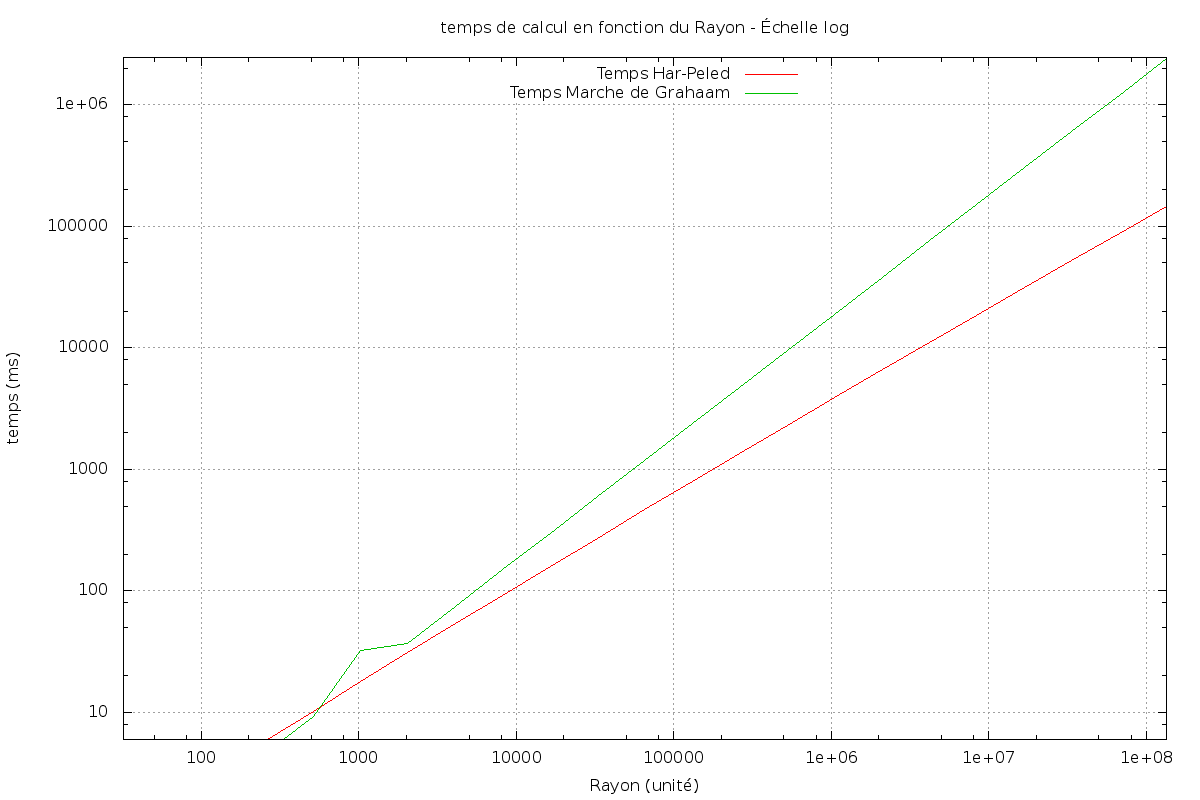 temps de calcul en fonction du Rayon - Échelle log
Temps Har-Peled
Temps Marche de Grahaam
1e+06
100000
10000
1000
100
10
temps (ms)
100 1000 10000 100000 1e+06 1e+07 1e+08
Rayon (unité)